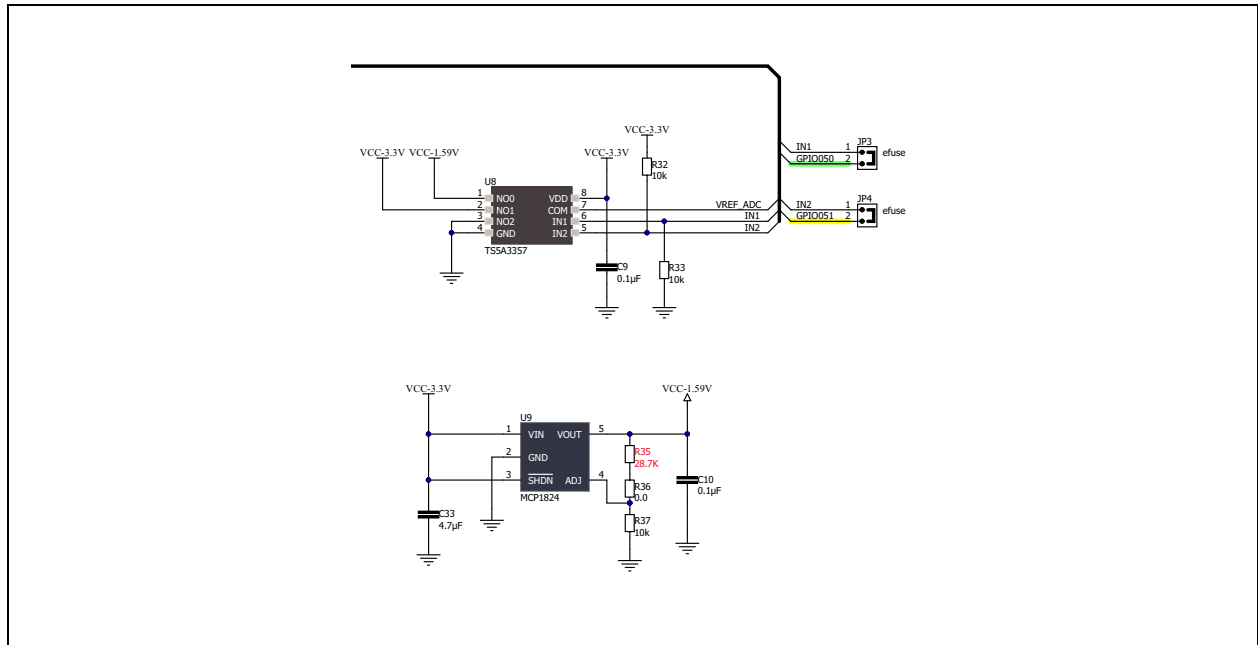 VCC-3.3V
VCC-3.3V VCC-1.59V VCC-3.3V
R32
10k
JP3
IN1 1 efuse
GPIO050 2
U8
1 NO0 VDD 8
2 NO1 COM 7 VREF_ADC
3 NO2 IN1 6 IN1
4 GND IN2 5 IN2
TS5A3357
JP4
IN2 1 efuse
GPIO051 2
C9
0.1µF
R33
10k
VCC-3.3V VCC-1.59V
U9
1 VIN VOUT 5
2 GND
3 SHDN ADJ 4
MCP1824
R35
28.7K
R36
0.0
R37
10k
C10
0.1µF
C33
4.7µF